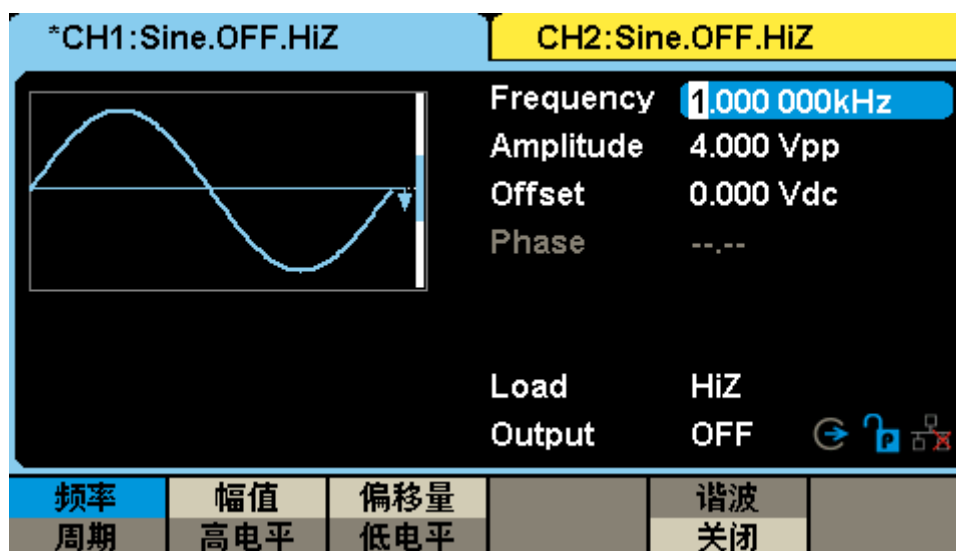 *CH1:Sine.OFF.HiZ
CH2:Sine.OFF.HiZ
Frequency 1.000 000kHz
Amplitude 4.000 Vpp
Offset 0.000 Vdc
Phase --.--
Load HiZ
Output OFF P
频率 幅值 偏移量 谐波
周期 高电平 低电平 关闭